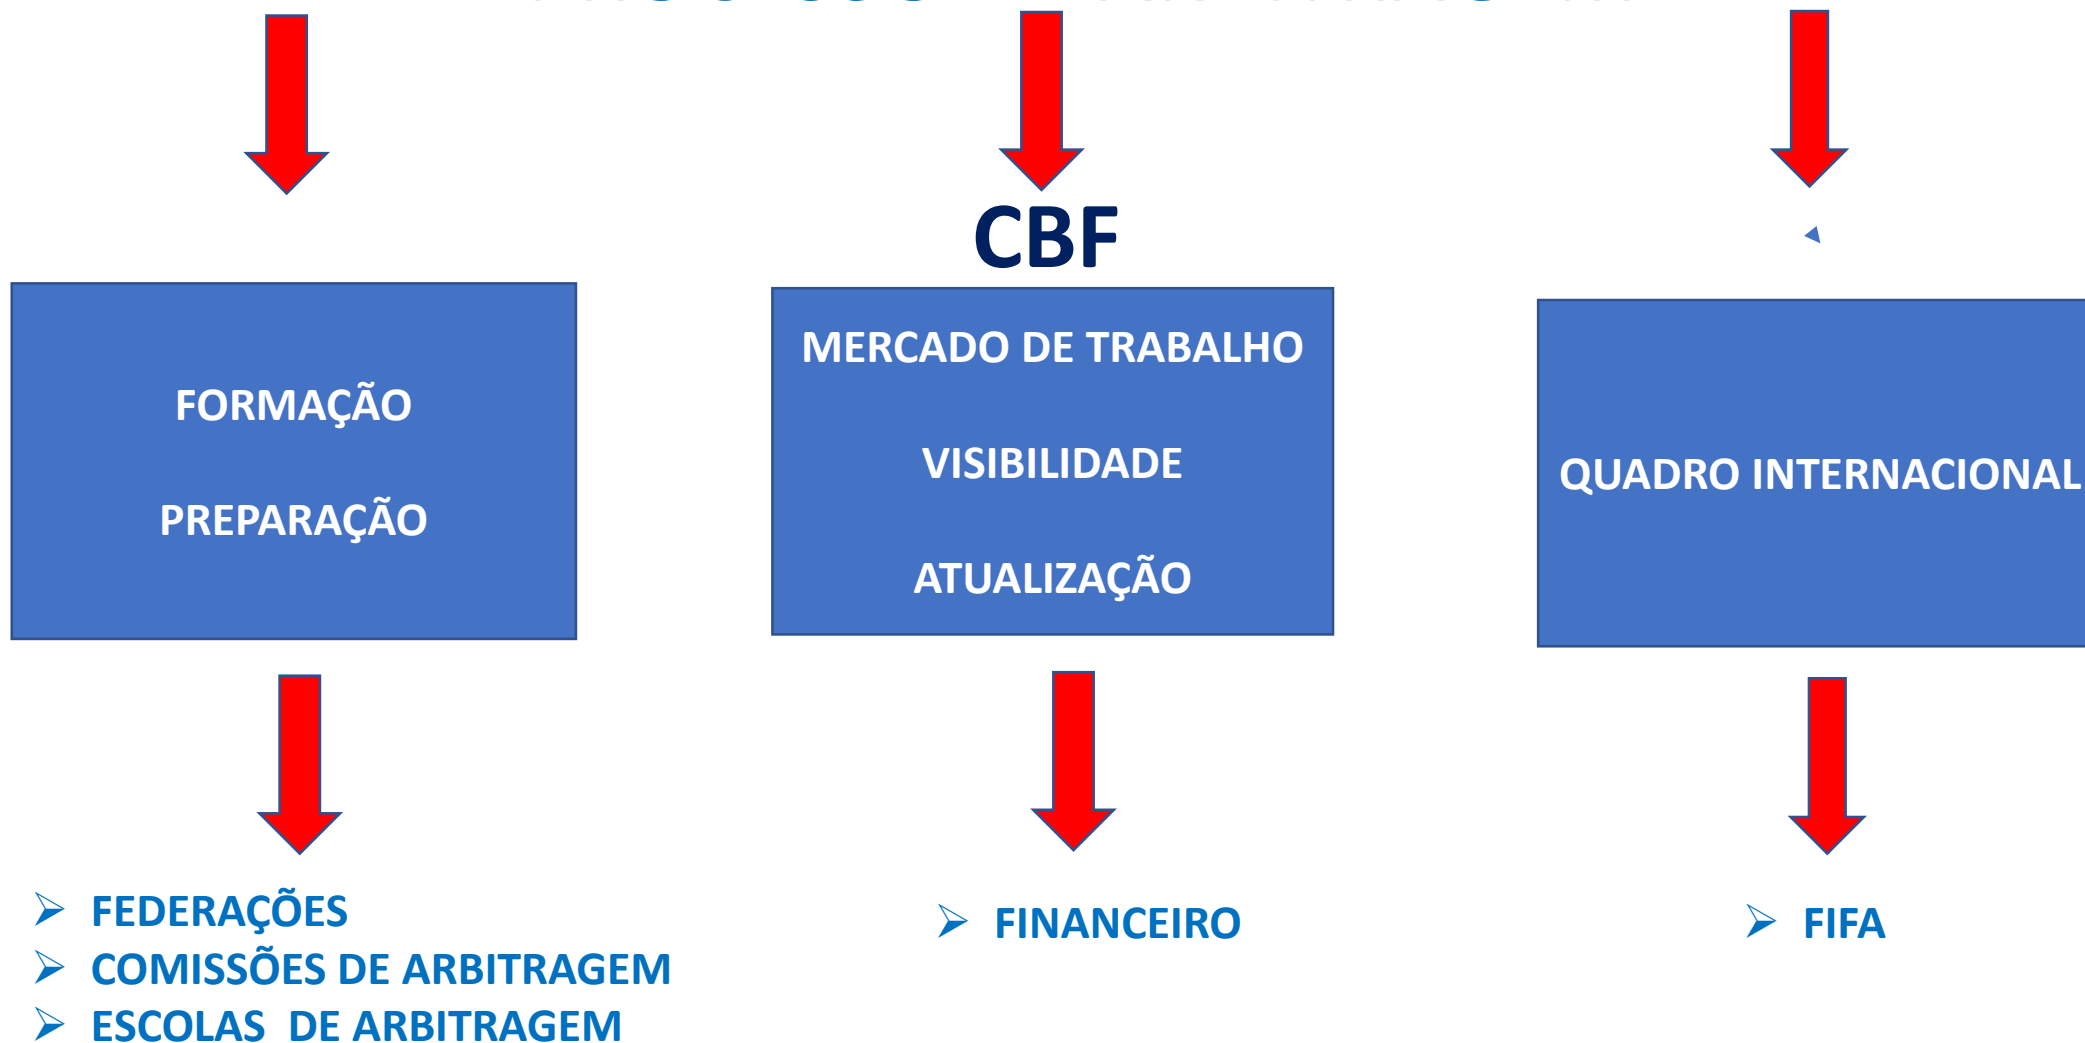 CBF
FORMAÇÃO
PREPARAÇÃO
MERCADO DE TRABALHO
VISIBILIDADE
ATUALIZAÇÃO
QUADRO INTERNACIONAL
➢ FEDERAÇÕES
➢ COMISSÕES DE ARBITRAGEM
➢ ESCOLAS DE ARBITRAGEM
➢ FINANCEIRO
➢ FIFA